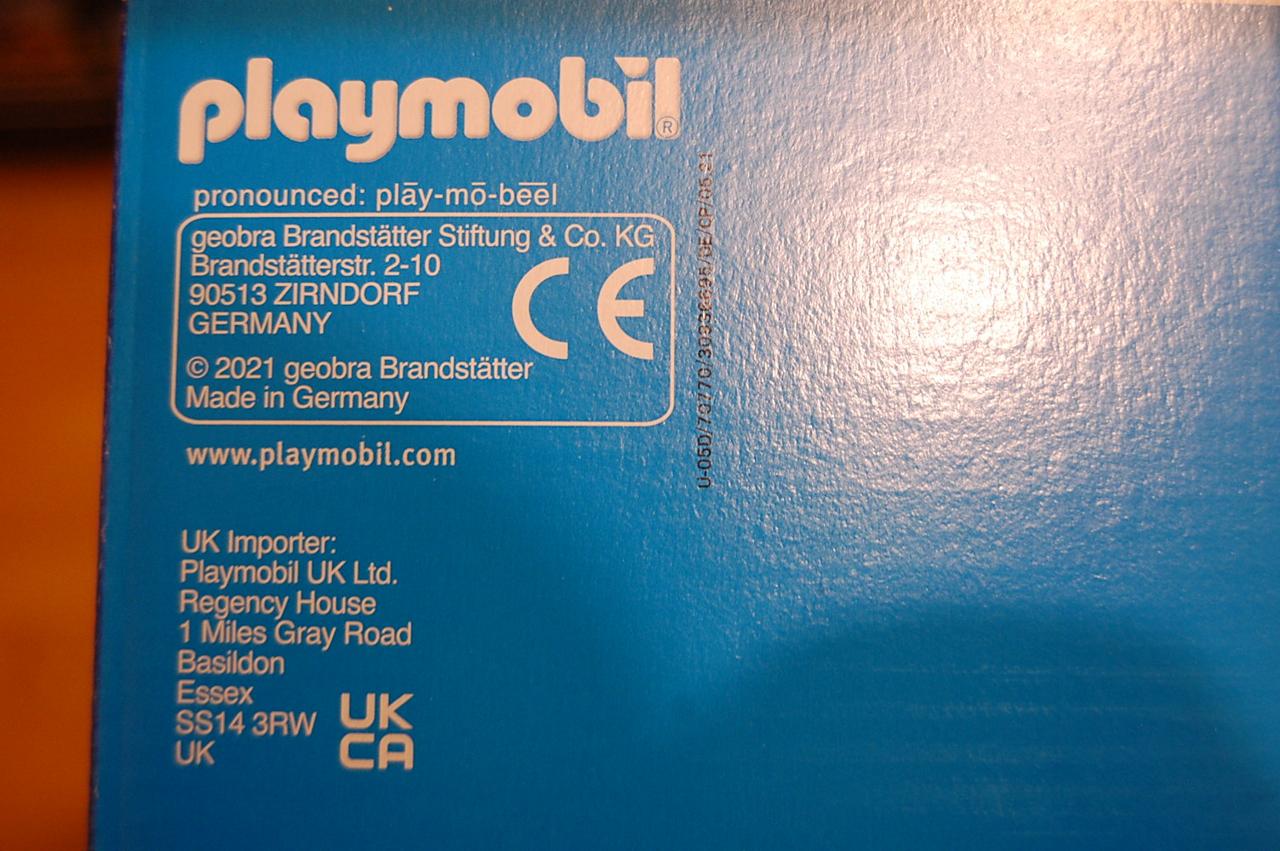 playmobil®
pronounced: plāy-mō-bēēl
geobra Brandstätter Stiftung & Co. KG
Brandstätterstr. 2-10
90513 ZIRNDORF
GERMANY
CE
© 2021 geobra Brandstätter
Made in Germany
www.playmobil.com
UK Importer:
Playmobil UK Ltd.
Regency House
1 Miles Gray Road
Basildon
Essex
SS14 3RW
UK
UK
CA